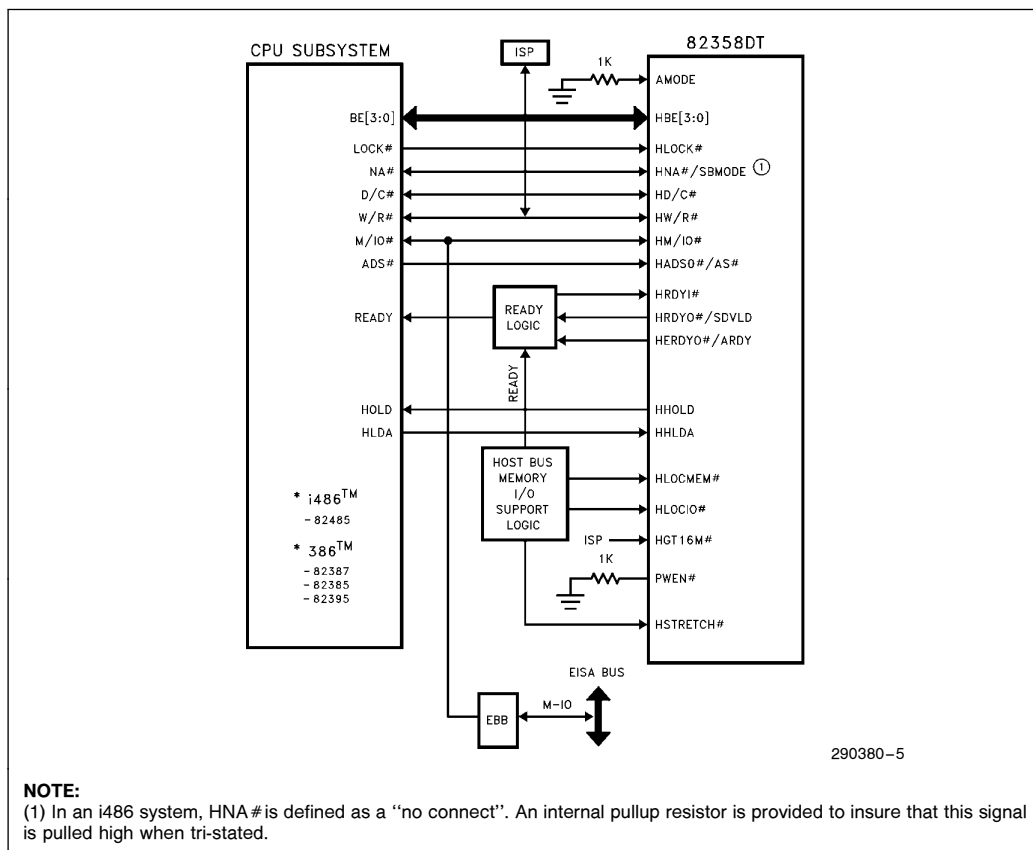 CPU SUBSYSTEM
ISP
82358DT
1K
AMODE
BE[3:0]
HBE[3:0]
LOCK#
HLOCK#
NA#
HNA#/SBMODE (1)
D/C#
HD/C#
W/R#
HW/R#
M/IO#
HM/IO#
ADS#
HADS0#/AS#
HRDYI#
READY
READY
LOGIC
HRDYO#/SDVLD
HERDYO#/ARDY
READY
HOLD
HHOLD
HLDA
HHLDA
HOST BUS
MEMORY
I/O
SUPPORT
LOGIC
HLOCMEM#
HLOCIO#
* i486™
-82485
ISP
HGT16M#
* 386™
-82387
-82385
-82395
1K
PWEN#
HSTRETCH#
EISA BUS
EBB
M-IO
290380-5
NOTE:
(1) In an i486 system, HNA# is defined as a ‘‘no connect’’. An internal pullup resistor is provided to insure that this signal
is pulled high when tri-stated.